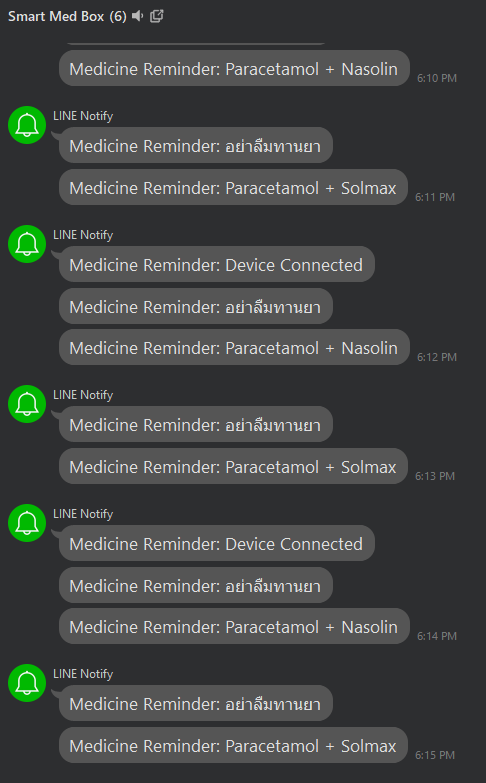 Smart Med Box (6)
Medicine Reminder: Paracetamol + Nasolin
6:10 PM
LINE Notify
Medicine Reminder: อย่าลืมทานยา
Medicine Reminder: Paracetamol + Solmax
6:11 PM
LINE Notify
Medicine Reminder: Device Connected
Medicine Reminder: อย่าลืมทานยา
Medicine Reminder: Paracetamol + Nasolin
6:12 PM
LINE Notify
Medicine Reminder: อย่าลืมทานยา
Medicine Reminder: Paracetamol + Solmax
6:13 PM
LINE Notify
Medicine Reminder: Device Connected
Medicine Reminder: อย่าลืมทานยา
Medicine Reminder: Paracetamol + Nasolin
6:14 PM
LINE Notify
Medicine Reminder: อย่าลืมทานยา
Medicine Reminder: Paracetamol + Solmax
6:15 PM